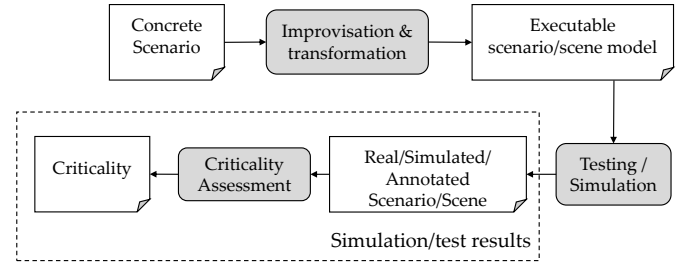 Concrete
Scenario
Improvisation &
transformation
Executable
scenario/scene model
Criticality
Criticality
Assessment
Real/Simulated/
Annotated
Scenario/Scene
Testing /
Simulation
Simulation/test results